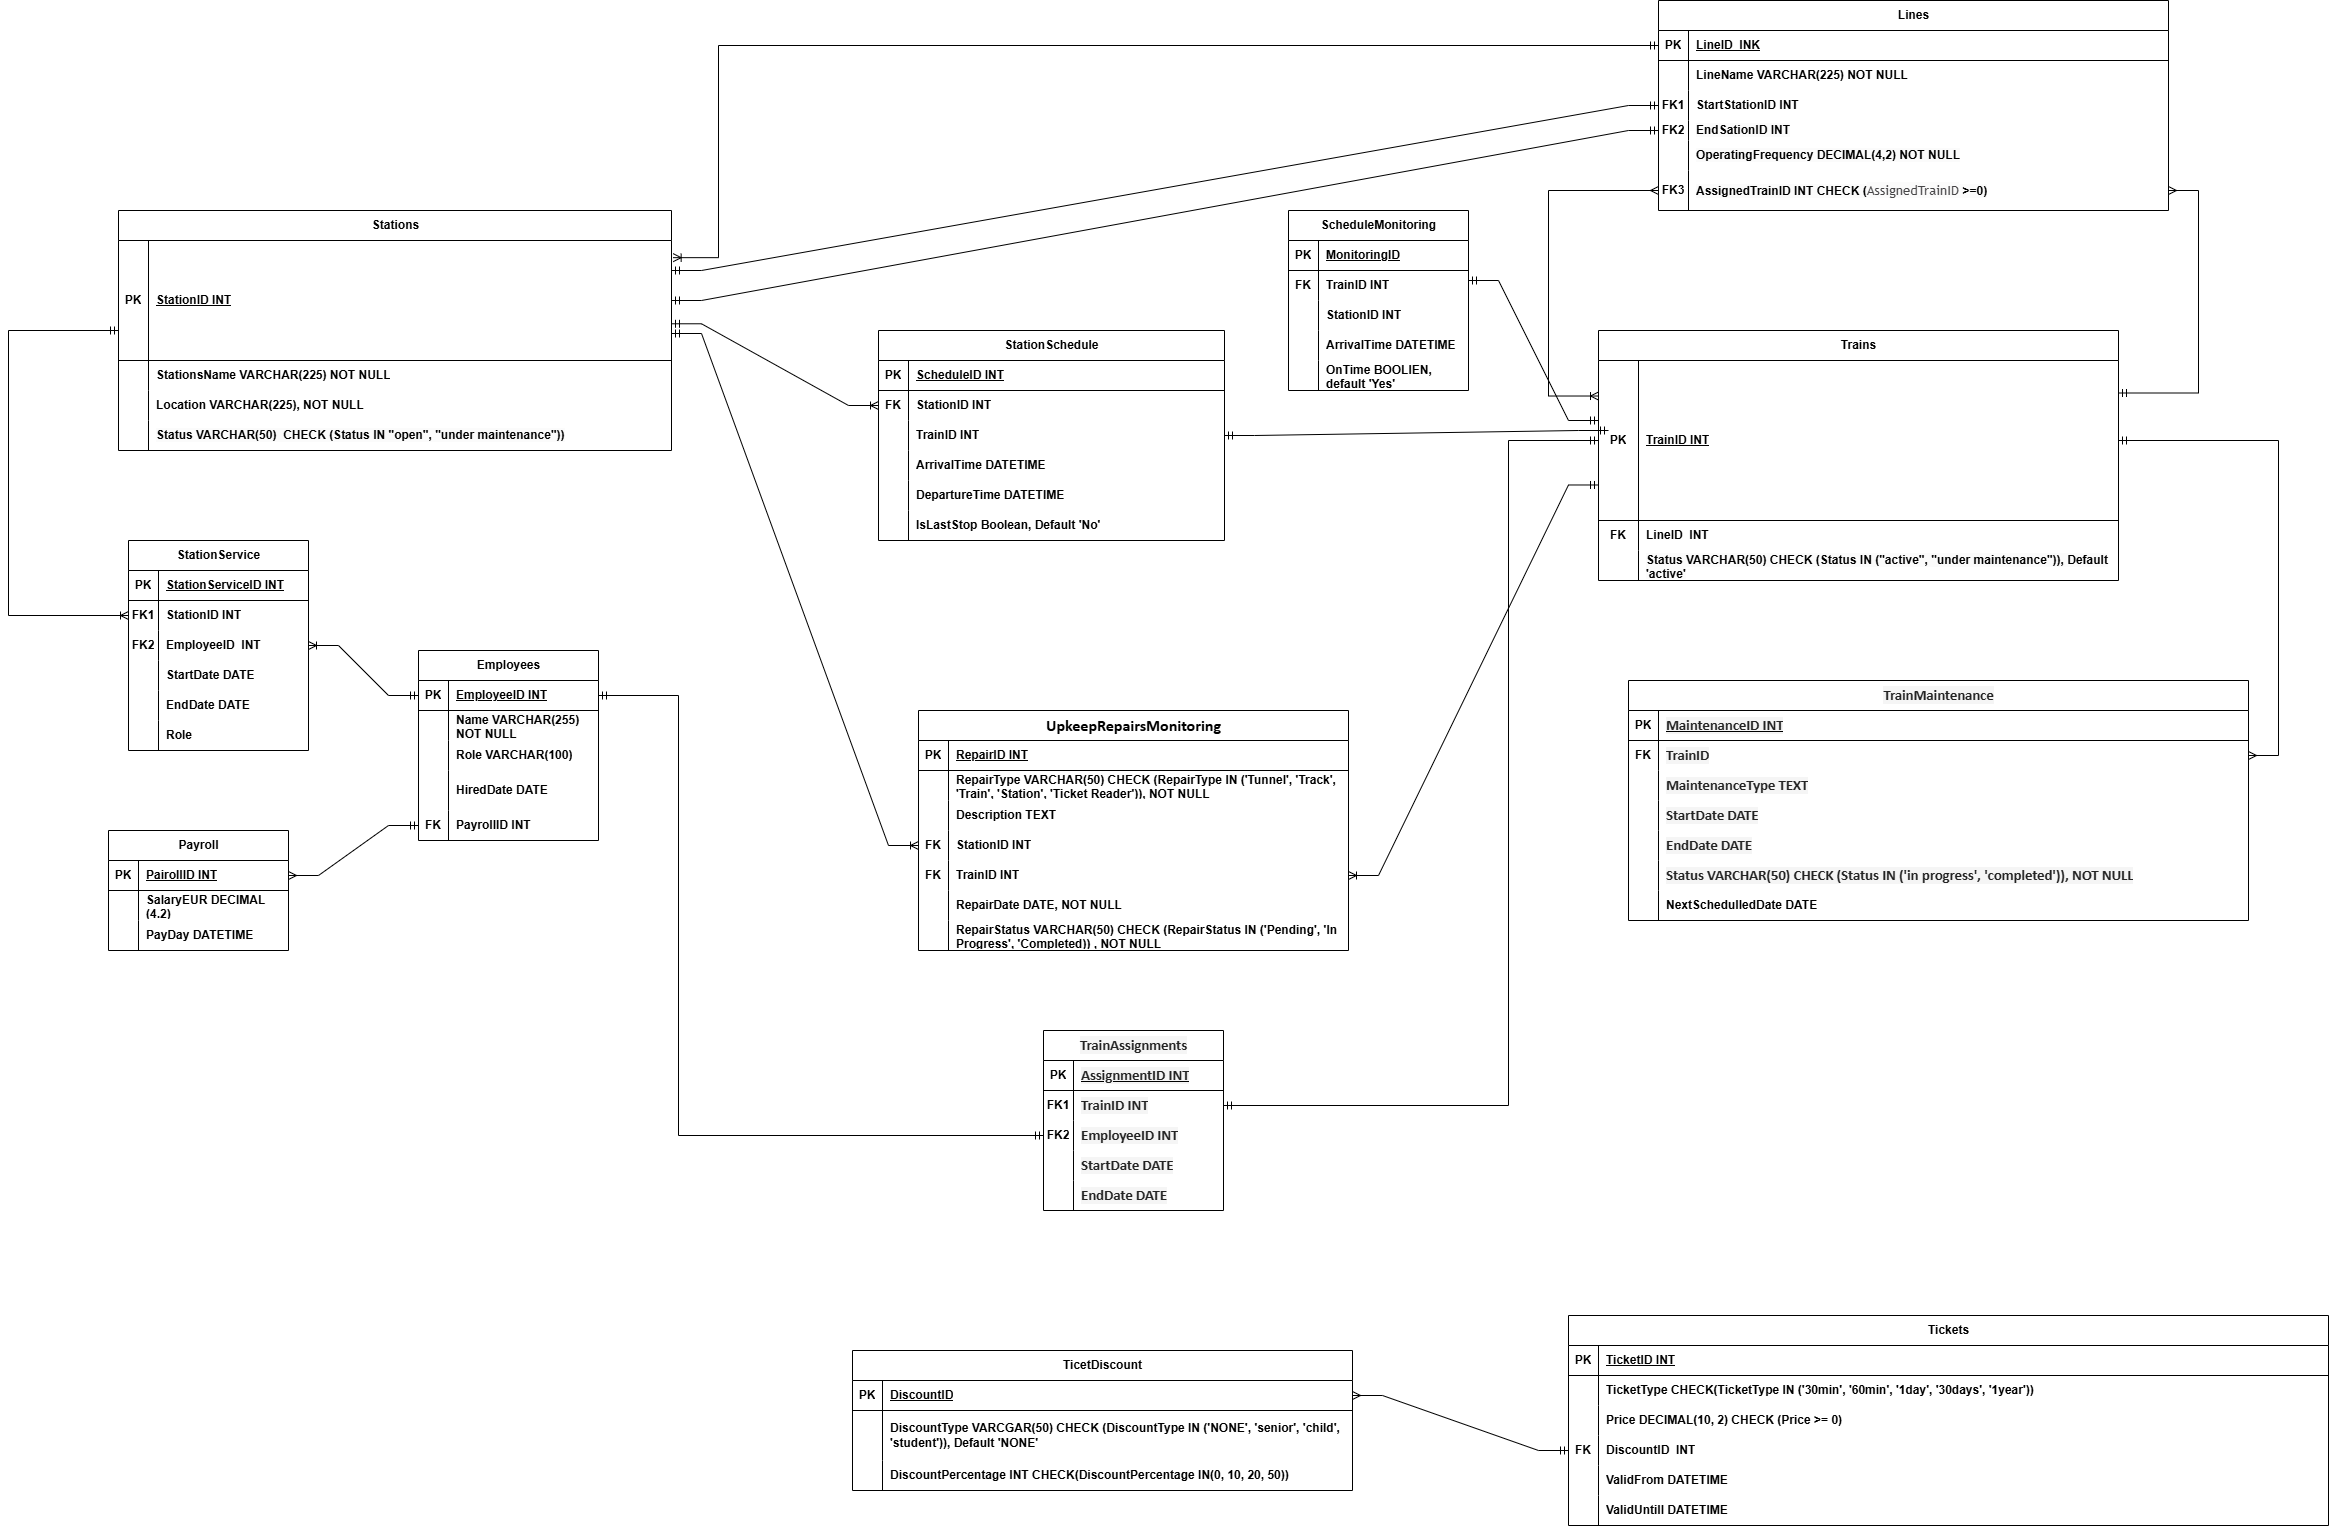 Lines
PK LineID  INK
LineName VARCHAR(225) NOT NULL
FK1 StartStationID INT
FK2 EndSationID INT
OperatingFrequency DECIMAL(4,2) NOT NULL
FK3 AssignedTrainID INT CHECK (AssignedTrainID >=0)
Stations
PK StationID INT
StationsName VARCHAR(225) NOT NULL
Location VARCHAR(225), NOT NULL
Status VARCHAR(50)  CHECK (Status IN "open", "under maintenance"))
ScheduleMonitoring
PK MonitoringID
FK TrainID INT
StationID INT
ArrivalTime DATETIME
OnTime BOOLIEN,
default 'Yes'
StationSchedule
PK ScheduleID INT
FK StationID INT
TrainID INT
ArrivalTime DATETIME
DepartureTime DATETIME
IsLastStop Boolean, Default 'No'
Trains
PK TrainID INT
FK LineID  INT
Status VARCHAR(50) CHECK (Status IN ("active", "under maintenance")), Default
'active'
StationService
PK StationServiceID INT
FK1 StationID INT
FK2 EmployeeID  INT
StartDate DATE
EndDate DATE
Role
Employees
PK EmployeeID INT
Name VARCHAR(255)
NOT NULL
Role VARCHAR(100)
HiredDate DATE
FK PayrollID INT
Payroll
PK PairollID INT
SalaryEUR DECIMAL
(4.2)
PayDay DATETIME
UpkeepRepairsMonitoring
PK RepairID INT
RepairType VARCHAR(50) CHECK (RepairType IN ('Tunnel', 'Track',
'Train', 'Station', 'Ticket Reader')), NOT NULL
Description TEXT
FK StationID INT
FK TrainID INT
RepairDate DATE, NOT NULL
RepairStatus VARCHAR(50) CHECK (RepairStatus IN ('Pending', 'In
Progress', 'Completed)) , NOT NULL
TrainMaintenance
PK MaintenanceID INT
FK TrainID
MaintenanceType TEXT
StartDate DATE
EndDate DATE
Status VARCHAR(50) CHECK (Status IN ('in progress', 'completed')), NOT NULL
NextSchedulledDate DATE
TrainAssignments
PK AssignmentID INT
FK1 TrainID INT
FK2 EmployeeID INT
StartDate DATE
EndDate DATE
TicetDiscount
PK DiscountID
DiscountType VARCGAR(50) CHECK (DiscountType IN ('NONE', 'senior', 'child',
'student')), Default 'NONE'
DiscountPercentage INT CHECK(DiscountPercentage IN(0, 10, 20, 50))
Tickets
PK TicketID INT
TicketType CHECK(TicketType IN ('30min', '60min', '1day', '30days', '1year'))
Price DECIMAL(10, 2) CHECK (Price >= 0)
FK DiscountID  INT
ValidFrom DATETIME
ValidUntill DATETIME